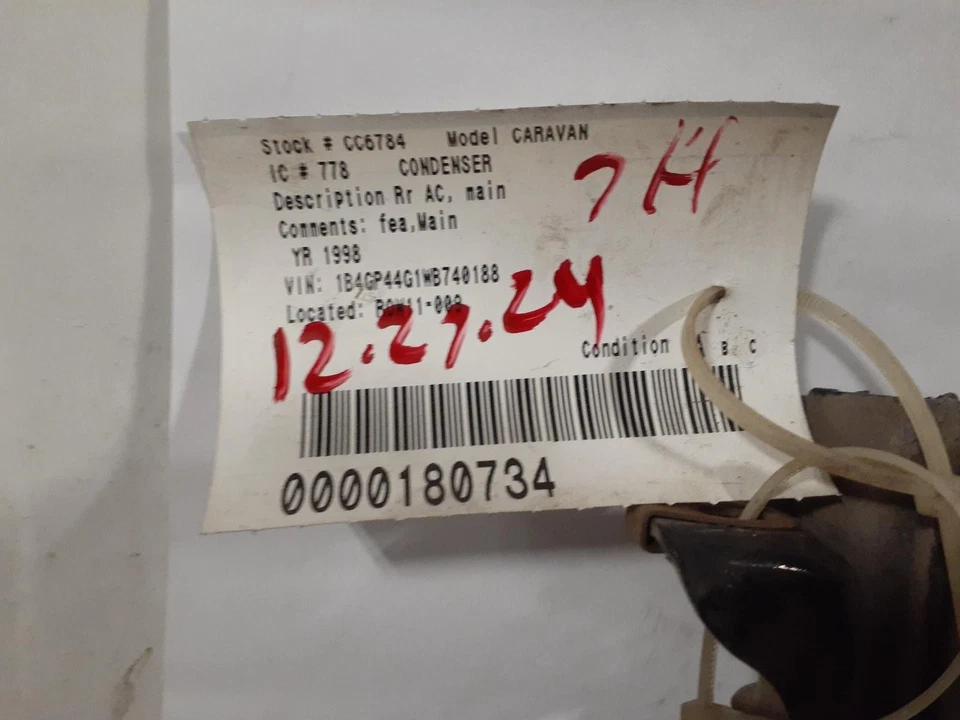 Stock # CC6784 Model CARAVAN
IC # 778 CONDENSER
7H
Description Rr AC, main
Comments: fea,Main
YR 1998
VIN: 1B4GP44G1WB740188
Located:
12.27.24
Condition A B C
0000180734